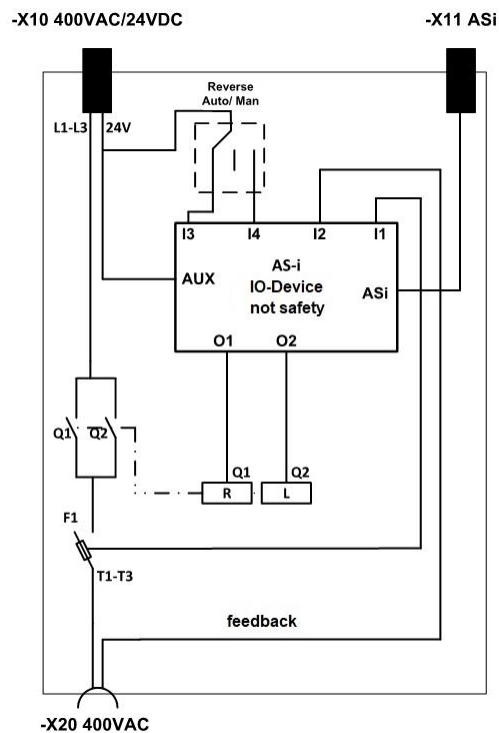 -X10 400VAC/24VDC
-X11 ASi
Reverse
Auto/ Man
L1-L3
24V
I3
I4
I2
I1
AS-i
IO-Device
not safety
AUX
ASi
O1
O2
Q1
Q2
Q1
Q2
R
L
F1
T1-T3
feedback
-X20 400VAC